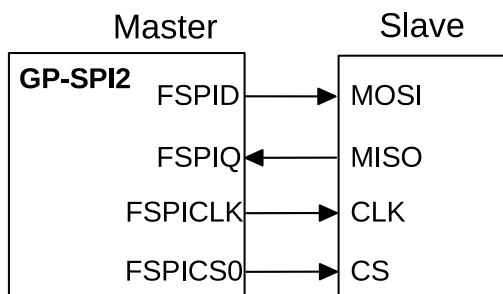 Master Slave
GP-SPI2
FSPID MOSI
FSPIQ MISO
FSPICLK CLK
FSPICS0 CS